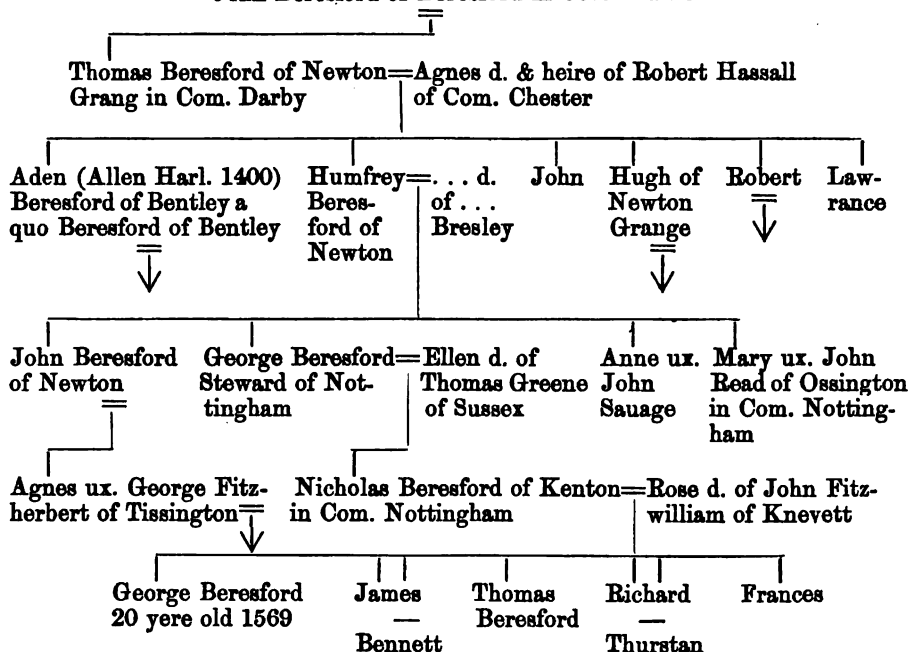 Thomas Beresford of Newton=Agnes d. & heire of Robert Hassall
Grang in Com. Darby
of Com. Chester
Aden (Allen Harl. 1400)
Beresford of Bentley a
quo Beresford of Bentley
Humfrey=. . . d.
Beres-
ford of
Newton
of . . .
Bresley
John
Hugh of
Newton
Grange
Robert
Law-
rance
John Beresford
of Newton
George Beresford=Ellen d. of
Steward of Not-
tingham
Thomas Greene
of Sussex
Anne ux.
John
Sauage
Mary ux. John
Read of Ossington
in Com. Notting-
ham
Agnes ux. George Fitz-
herbert of Tissington=
Nicholas Beresford of Kenton=Rose d. of John Fitz-
in Com. Nottingham
william of Knevett
George Beresford
20 yere old 1569
James
—
Bennett
Thomas
Beresford
Richard
—
Thurstan
Frances